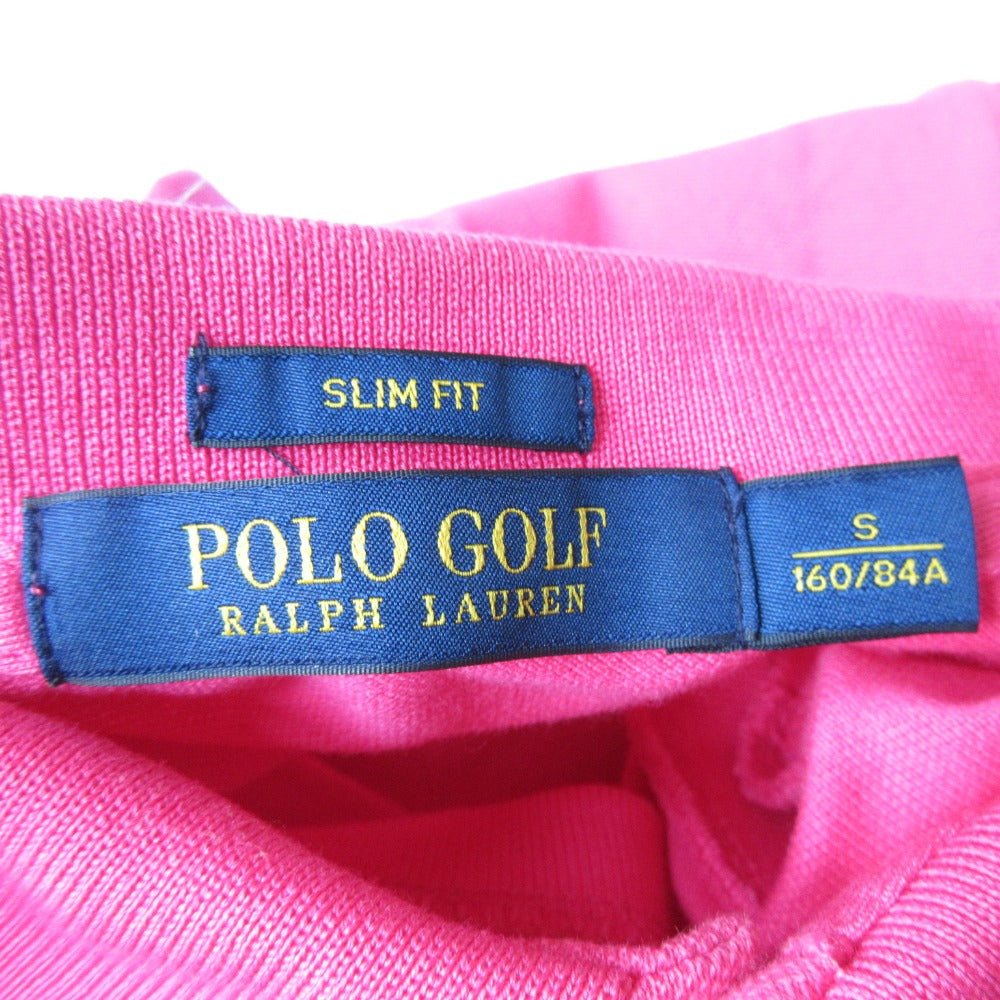 SLIM FIT
POLO GOLF
RALPH LAUREN
S
160/84A